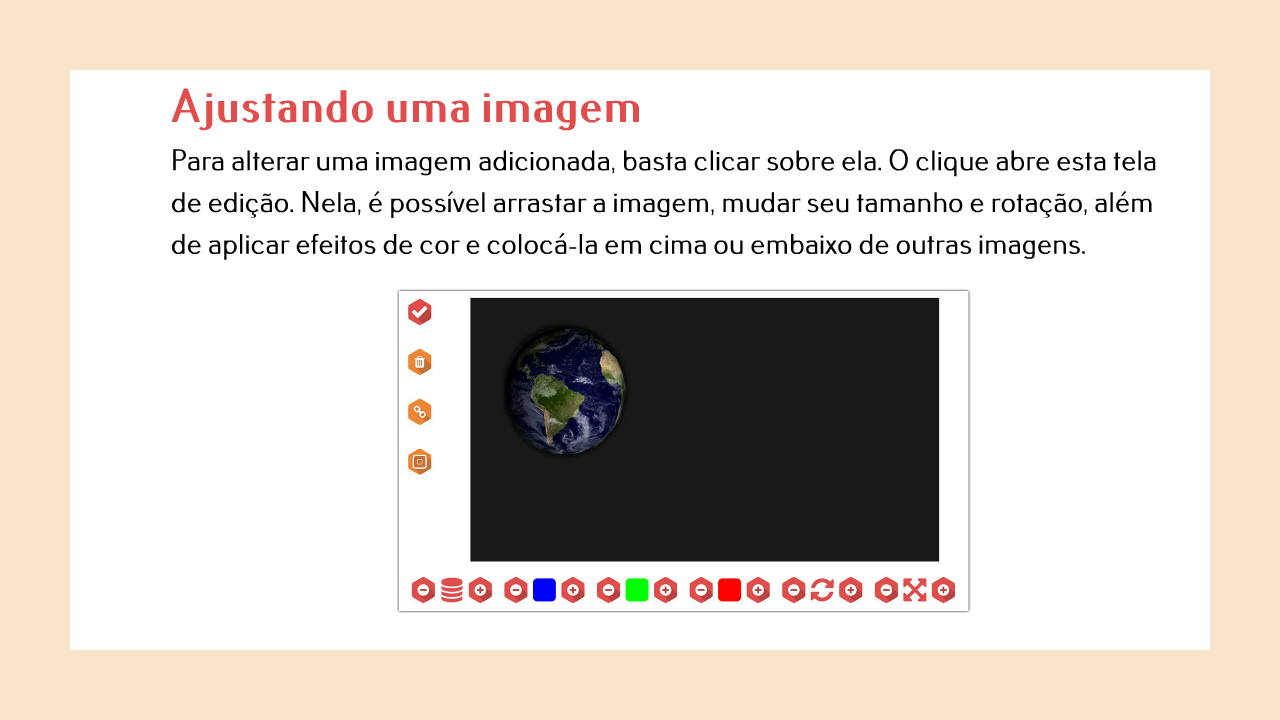 Ajustando uma imagem
Para alterar uma imagem adicionada, basta clicar sobre ela. O clique abre esta tela
de edição. Nela, é possível arrastar a imagem, mudar seu tamanho e rotação, além
de aplicar efeitos de cor e colocá-la em cima ou embaixo de outras imagens.